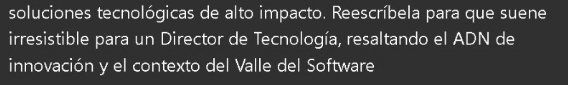 soluciones tecnológicas de alto impacto. Reescríbela para que suene
irresistible para un Director de Tecnología, resaltando el ADN de
innovación y el contexto del Valle del Software